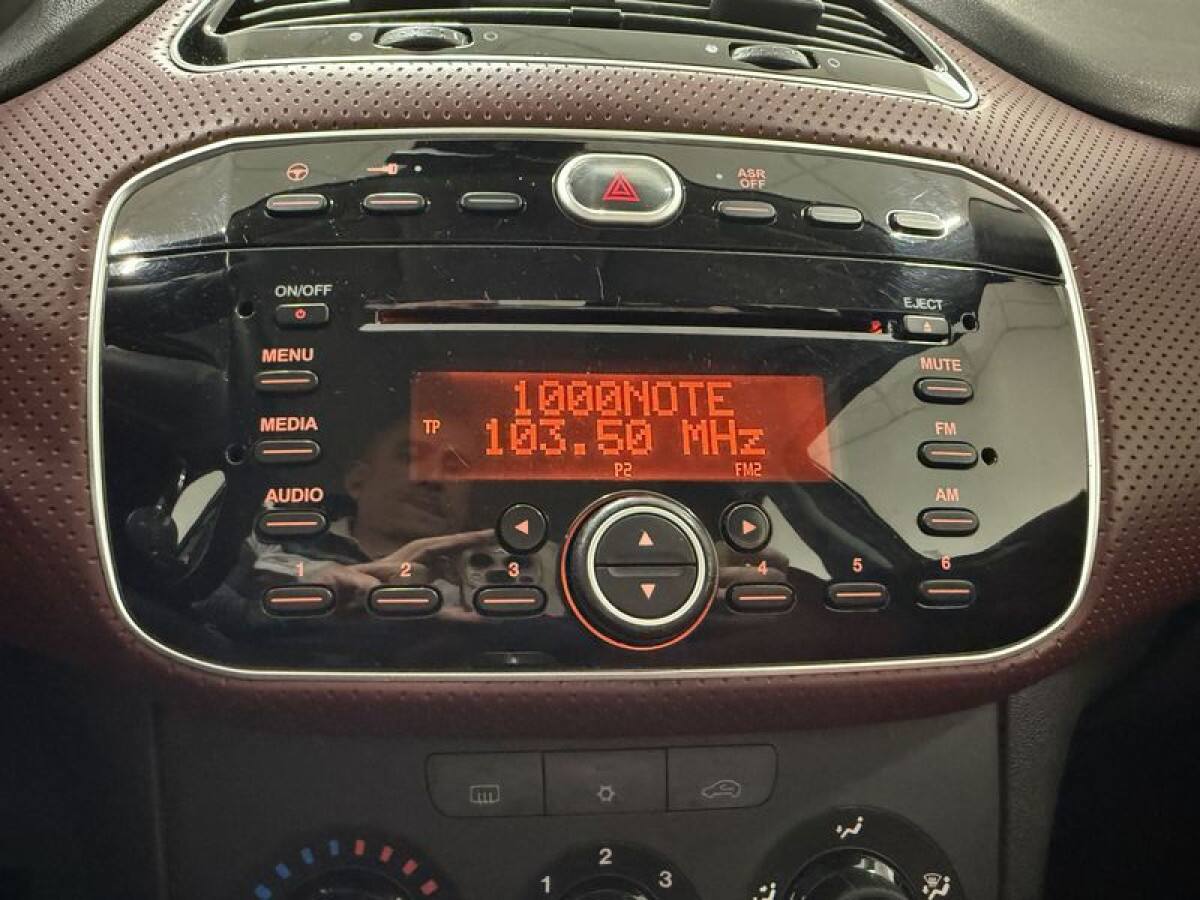 ASR
OFF
ON/OFF
EJECT
MENU
MUTE
1000NOTE
MEDIA
TP
103.50 MHz
FM
P2
FM2
AUDIO
AM
1
2
3
4
5
6
1
2
3